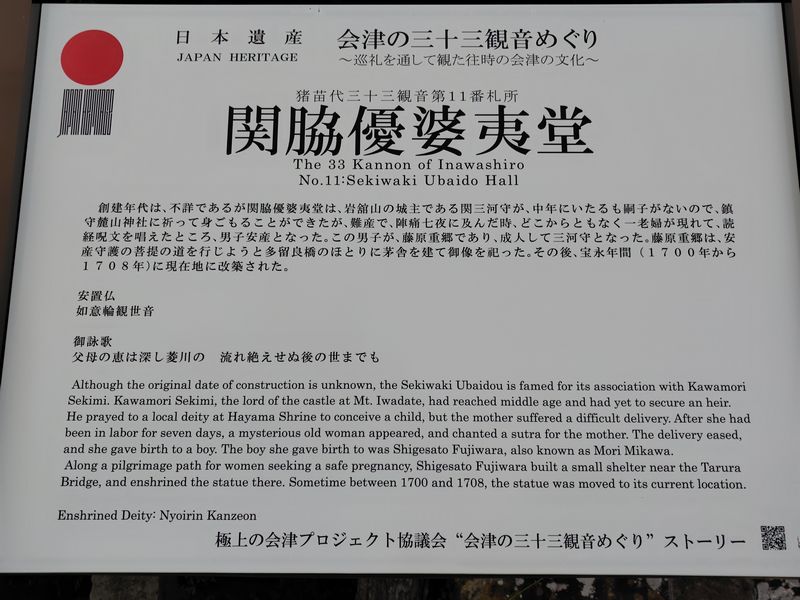 日本遺産
JAPAN HERITAGE
会津の三十三観音めぐり
～巡礼を通して観た往時の会津の文化～
JAPAN HERITAGE
猪苗代三十三観音第11番札所
関脇優婆夷堂
The 33 Kannon of Inawashiro
No.11:Sekiwaki Ubaido Hall
創建年代は、不詳であるが関脇優婆夷堂は、岩舘山の城主である関三河守が、中年にいたるも嗣子がないので、鎮
守麓山神社に祈って身ごもることができたが、難産で、陣痛七夜に及んだ時、どこからともなく一老婦が現れて、読
経呪文を唱えたところ、男子安産となった。この男子が、藤原重郷であり、成人して三河守となった。藤原重郷は、安
産守護の菩提の道を行じようと多留良橋のほとりに茅舎を建て御像を祀った。その後、宝永年間（１７００年から
１７０８年）に現在地に改築された。
安置仏
如意輪観世音
御詠歌
父母の恵は深し菱川の　流れ絶えせぬ後の世までも
Although the original date of construction is unknown, the Sekiwaki Ubaidou is famed for its association with Kawamori
Sekimi. Kawamori Sekimi, the lord of the castle at Mt. Iwadate, had reached middle age and had yet to secure an heir.
He prayed to a local deity at Hayama Shrine to conceive a child, but the mother suffered a difficult delivery. After she had
been in labor for seven days, a mysterious old woman appeared, and chanted a sutra for the mother. The delivery eased,
and she gave birth to a boy. The boy she gave birth to was Shigesato Fujiwara, also known as Mori Mikawa.
Along a pilgrimage path for women seeking a safe pregnancy, Shigesato Fujiwara built a small shelter near the Tarura
Bridge, and enshrined the statue there. Sometime between 1700 and 1708, the statue was moved to its current location.
Enshrined Deity: Nyoirin Kanzeon
極上の会津プロジェクト協議会“会津の三十三観音めぐり”ストーリー